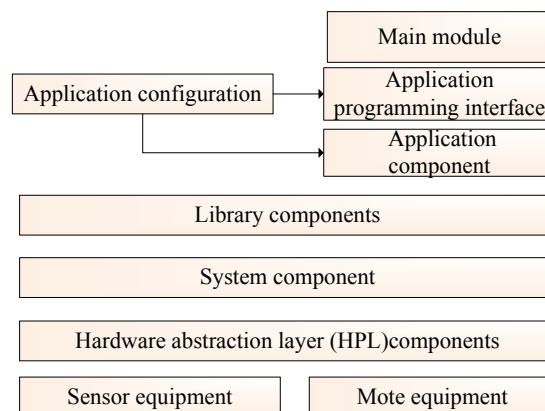 Main module
Application configuration
Application
programming interface
Application
component
Library components
System component
Hardware abstraction layer (HPL)components
Sensor equipment
Mote equipment